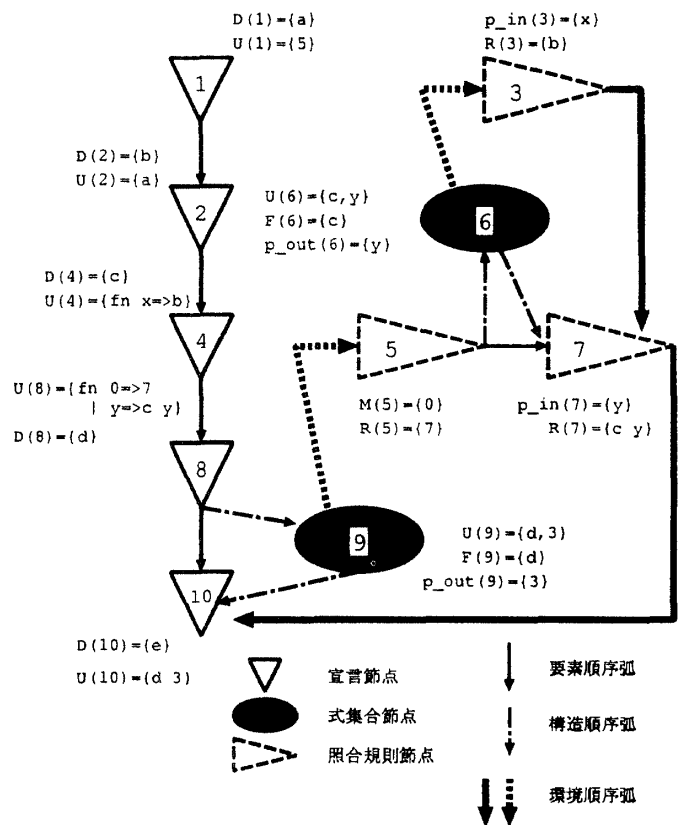 D(1)={a}
U(1)={5}
1
p_in(3)={x}
R(3)={b}
3
D(2)={b}
U(2)={a}
2
U(6)={c,y}
F(6)={c}
p_out(6)={y}
6
D(4)={c}
U(4)={fn x=>b}
4
5
7
M(5)={0}
R(5)={7}
p_in(7)={y}
R(7)={c y}
U(8)={fn 0=>7
| y=>c y}
D(8)={d}
8
9
U(9)={d,3}
F(9)={d}
p_out(9)={3}
10
D(10)={e}
U(10)={d 3}
宣言節点
式集合節点
照合規則節点
要素順序弧
構造順序弧
環境順序弧